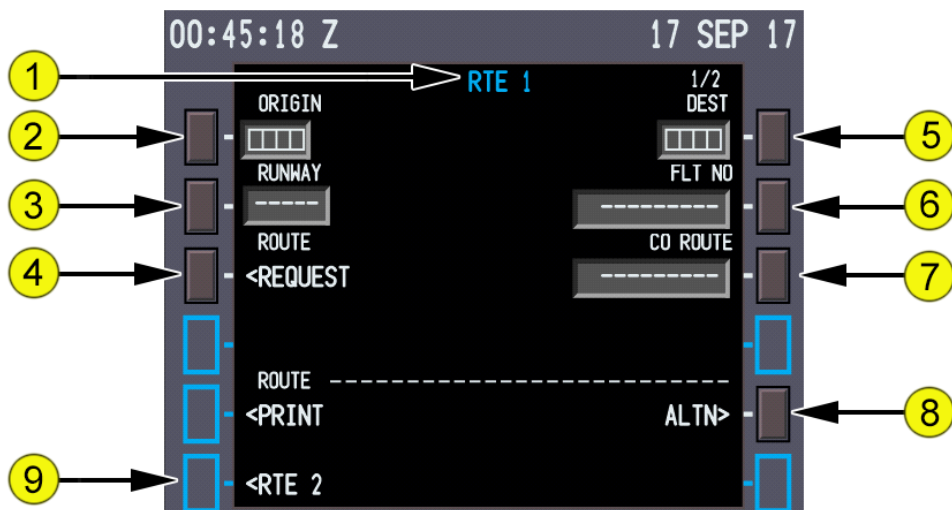 00:45:18 Z 17 SEP 17
1 RTE 1 1/2
ORIGIN DEST
2 5
RUNWAY FLT NO
3 ----- --------- 6
ROUTE CO ROUTE
4 <REQUEST --------- 7
ROUTE ------------------------------
<PRINT ALTN> 8
9 <RTE 2